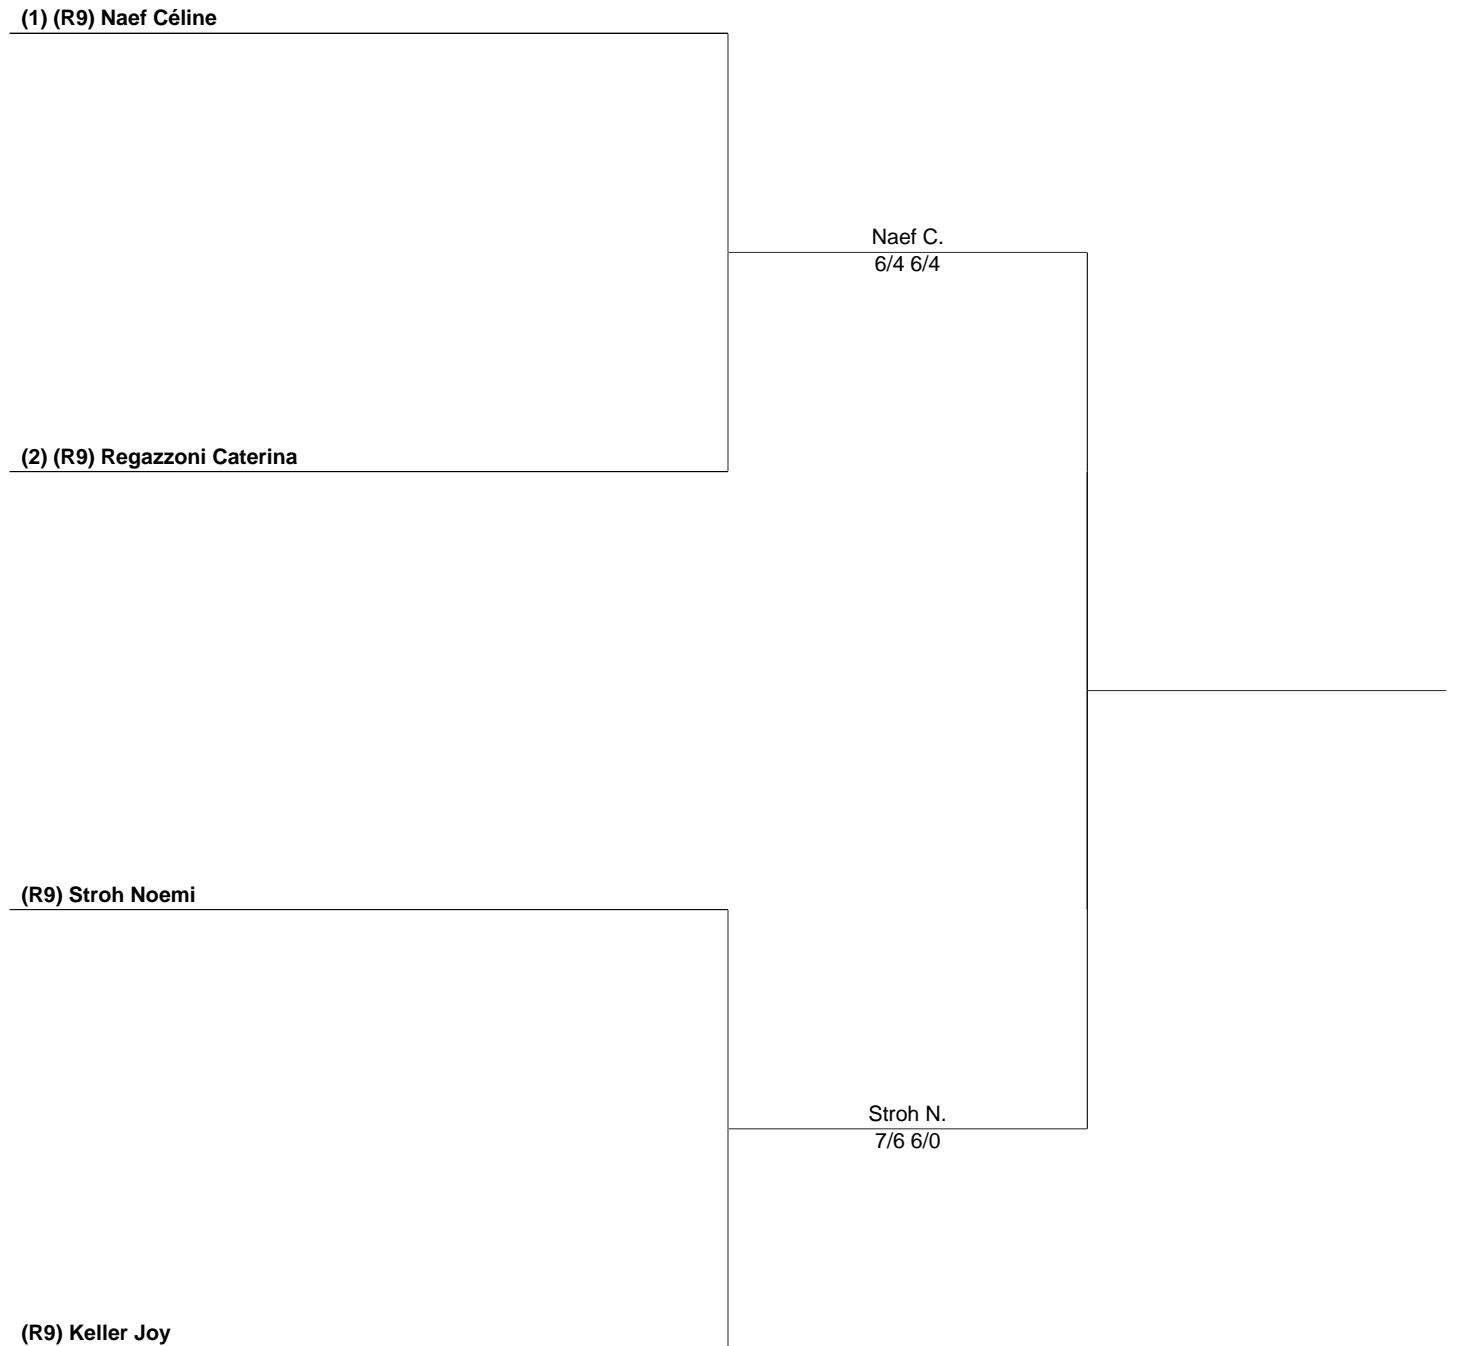 (1) (R9) Naef Céline
Naef C.
6/4 6/4
(2) (R9) Regazzoni Caterina
(R9) Stroh Noemi
Stroh N.
7/6 6/0
(R9) Keller Joy